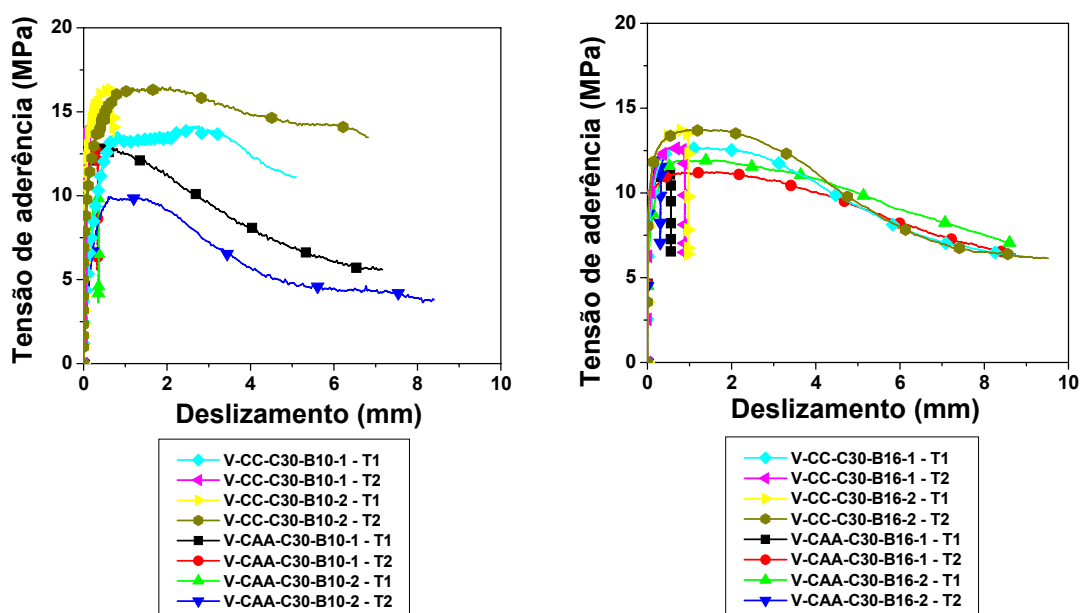 Tensão de aderência (MPa)
20
15
10
5
0
0 2 4 6 8 10
Deslizamento (mm)
V-CC-C30-B10-1 - T1
V-CC-C30-B10-1 - T2
V-CC-C30-B10-2 - T1
V-CC-C30-B10-2 - T2
V-CAA-C30-B10-1 - T1
V-CAA-C30-B10-1 - T2
V-CAA-C30-B10-2 - T1
V-CAA-C30-B10-2 - T2
Tensão de aderência (MPa)
20
15
10
5
0
0 2 4 6 8 10
Deslizamento (mm)
V-CC-C30-B16-1 - T1
V-CC-C30-B16-1 - T2
V-CC-C30-B16-2 - T1
V-CC-C30-B16-2 - T2
V-CAA-C30-B16-1 - T1
V-CAA-C30-B16-1 - T2
V-CAA-C30-B16-2 - T1
V-CAA-C30-B16-2 - T2